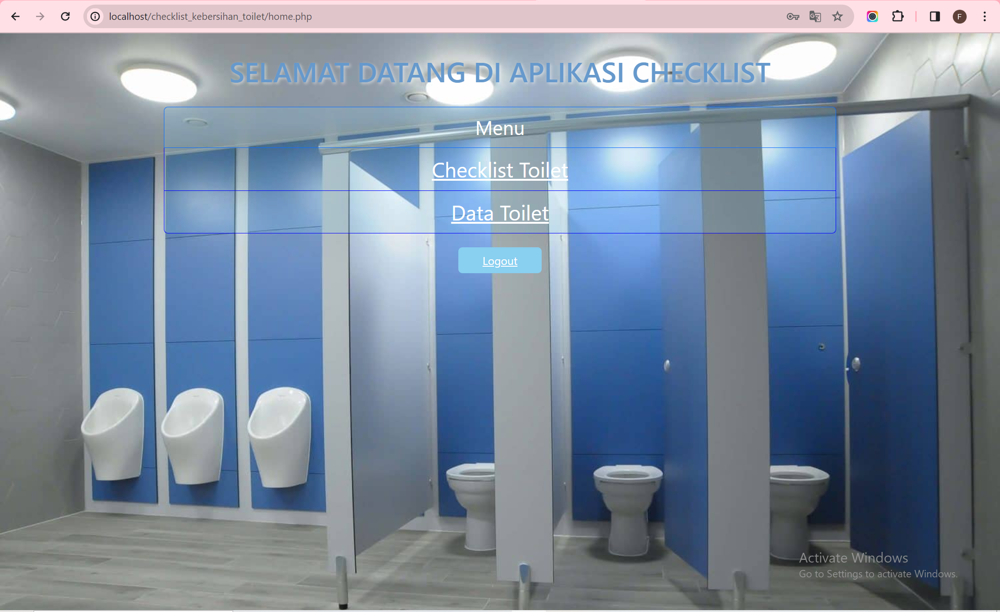 localhost/checklist_kebersihan_toilet/home.php
F
SELAMAT DATANG DI APLIKASI CHECKLIST
Menu
Checklist Toilet
Data Toilet
Logout
Activate Windows
Go to Settings to activate Windows.